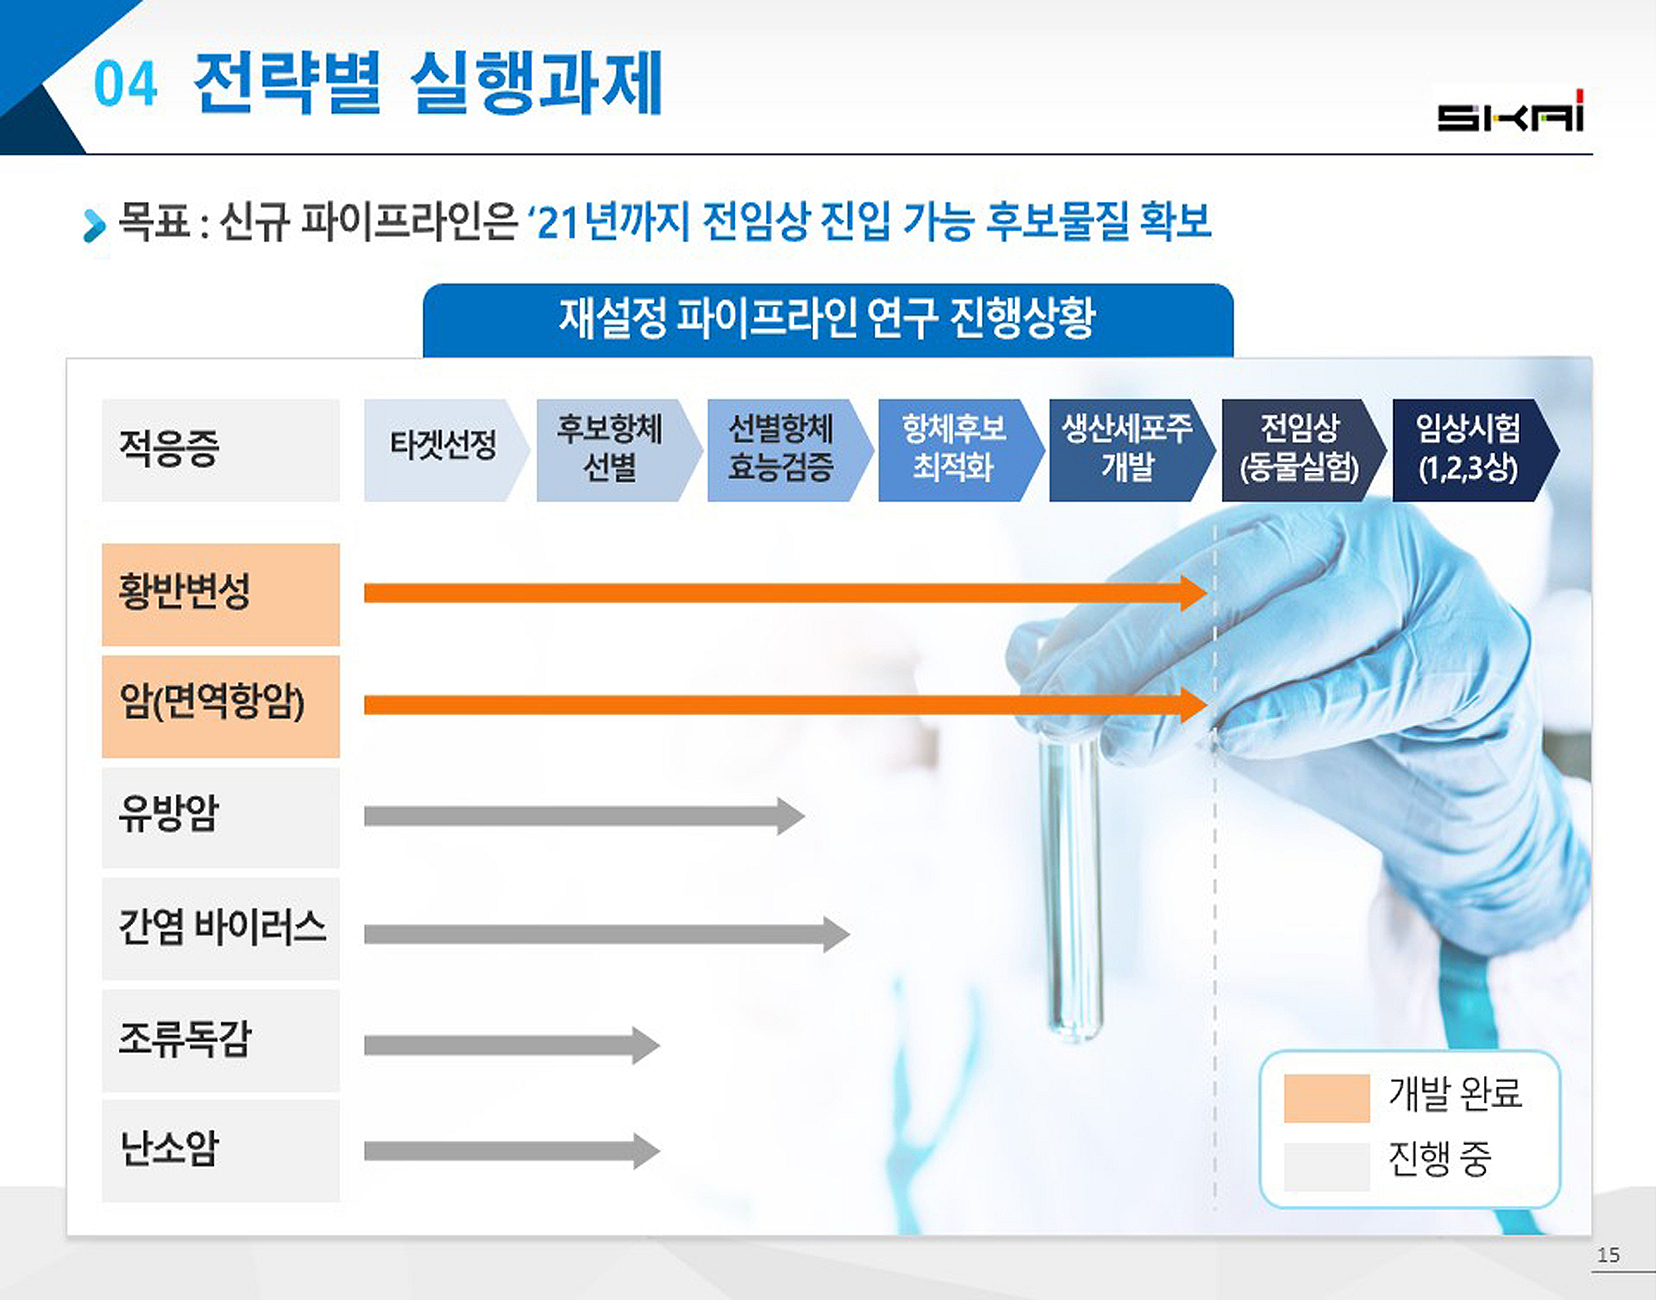 04 전략별 실행과제
SKAi
목표 : 신규 파이프라인은 ‘21년까지 전임상 진입 가능 후보물질 확보
재설정 파이프라인 연구 진행상황
적응증
타겟선정
후보항체
선별
선별항체
효능검증
항체후보
최적화
생산세포주
개발
전임상
(동물실험)
임상시험
(1,2,3상)
황반변성
암(면역항암)
유방암
간염 바이러스
조류독감
난소암
개발 완료
진행 중
15